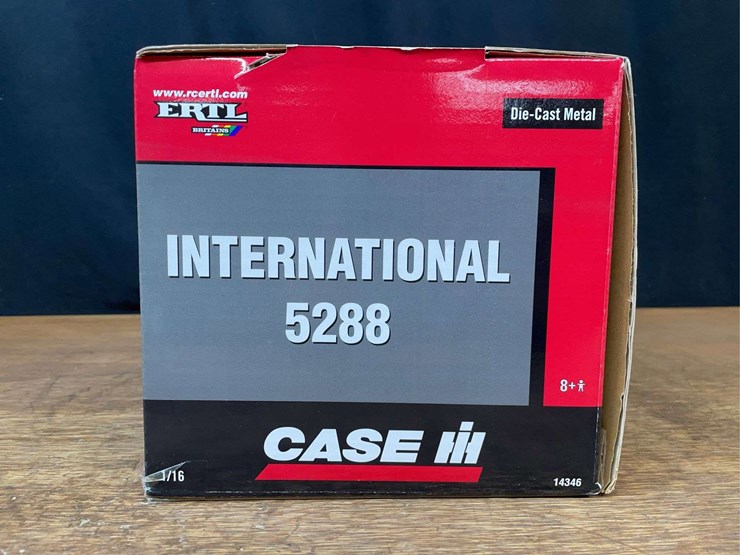 www.rcertl.com
ERTL
BRITAINS
Die-Cast Metal
INTERNATIONAL
5288
8+
CASE IH
1/16
14346